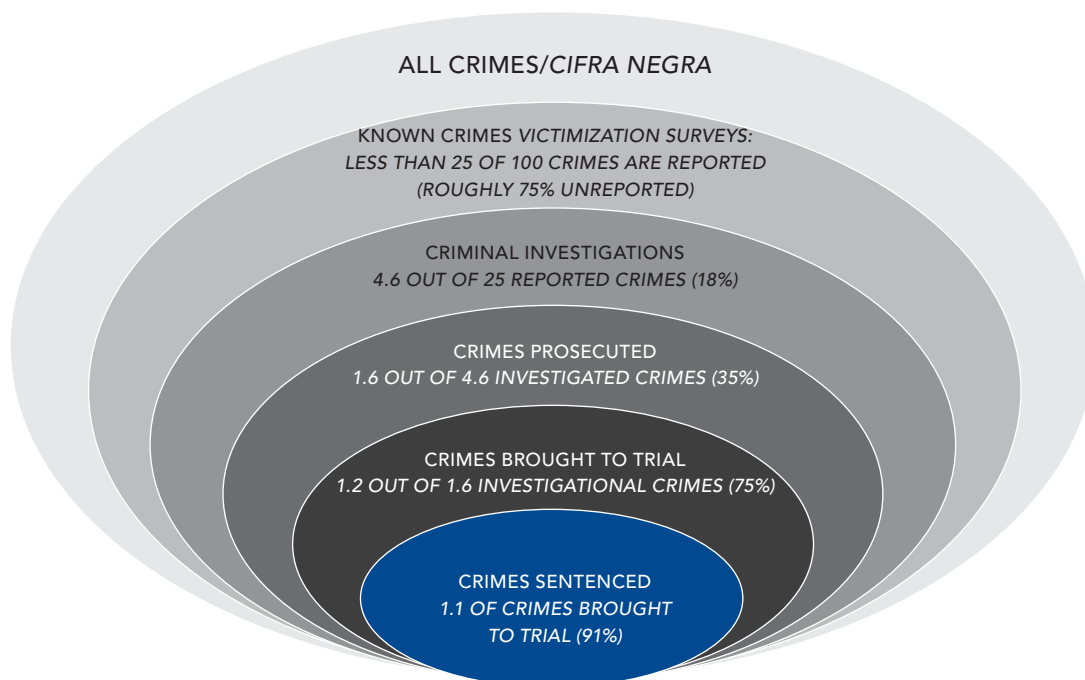 ALL CRIMES/CIFRA NEGRA
KNOWN CRIMES VICTIMIZATION SURVEYS:
LESS THAN 25 OF 100 CRIMES ARE REPORTED
(ROUGHLY 75% UNREPORTED)
CRIMINAL INVESTIGATIONS
4.6 OUT OF 25 REPORTED CRIMES (18%)
CRIMES PROSECUTED
1.6 OUT OF 4.6 INVESTIGATED CRIMES (35%)
CRIMES BROUGHT TO TRIAL
1.2 OUT OF 1.6 INVESTIGATIONAL CRIMES (75%)
CRIMES SENTENCED
1.1 OF CRIMES BROUGHT
TO TRIAL (91%)